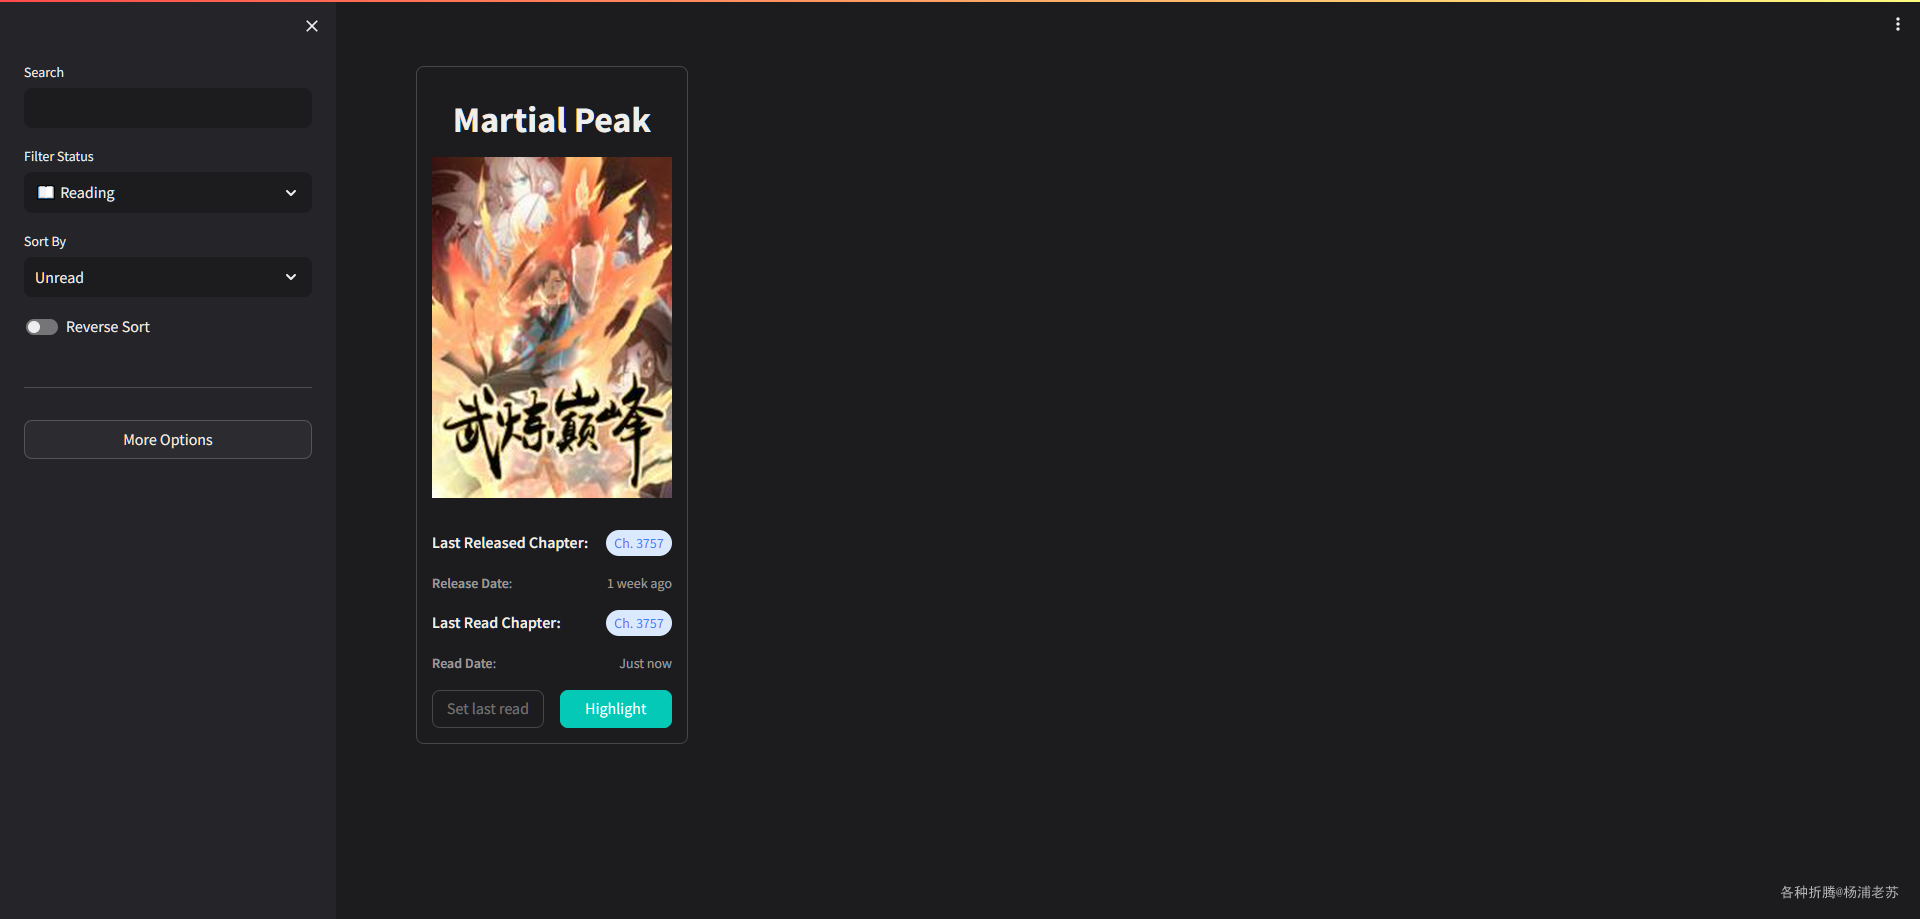 Search
Filter Status
📖 Reading
Sort By
Unread
Reverse Sort
More Options
Martial Peak
武炼巅峰
Last Released Chapter: Ch. 3757
Release Date: 1 week ago
Last Read Chapter: Ch. 3757
Read Date: Just now
Set last read Highlight
各种折腾@杨浦老苏